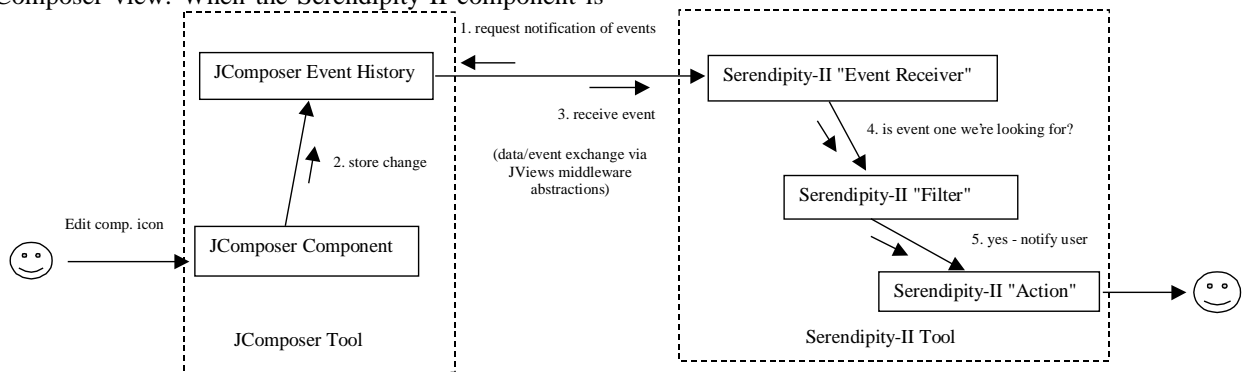 Composer view. When the Serendipity-II component is
1. request notification of events
JComposer Event History
Serendipity-II "Event Receiver"
3. receive event
4. is event one we're looking for?
2. store change
(data/event exchange via
JViews middleware
abstractions)
Serendipity-II "Filter"
Edit comp. icon
JComposer Component
5. yes - notify user
Serendipity-II "Action"
JComposer Tool
Serendipity-II Tool